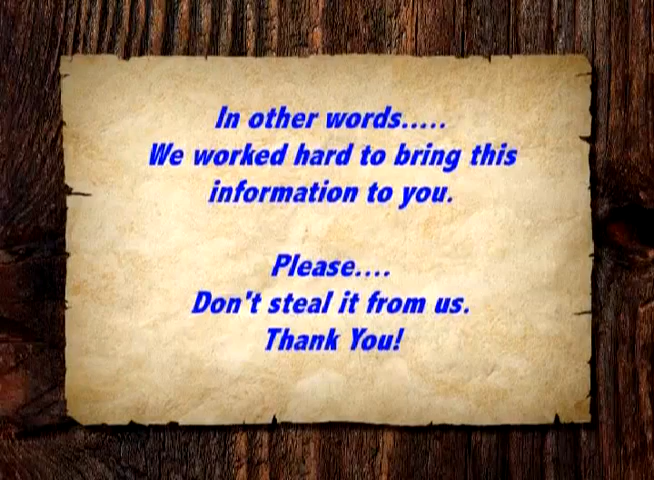 In other words.....
We worked hard to bring this
information to you.
Please....
Don't steal it from us.
Thank You!